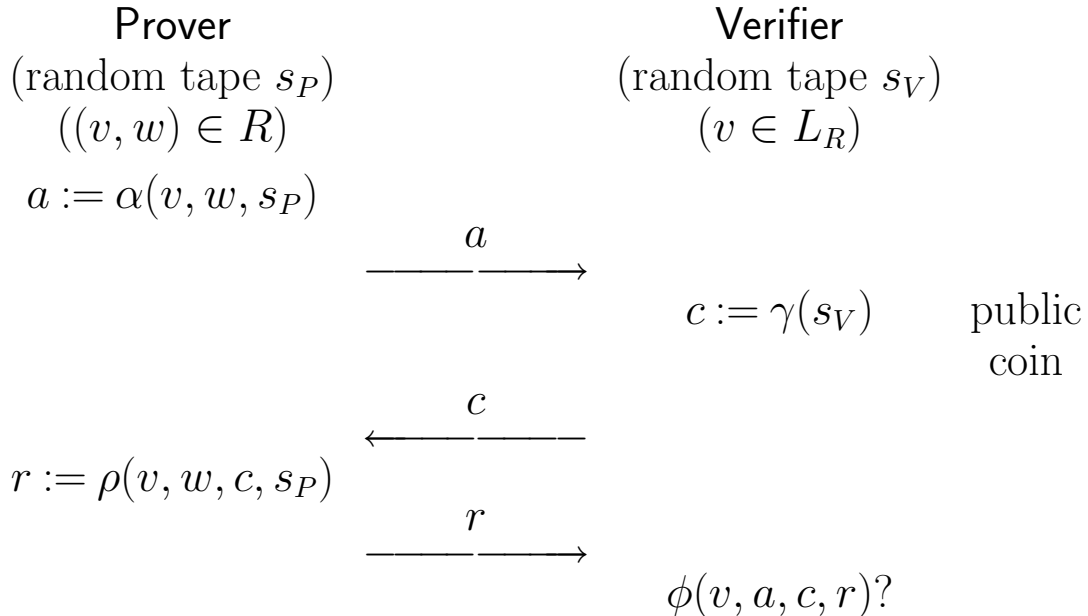 Prover Verifier
(random tape s_P) (random tape s_V)
((v, w) ∈ R) (v ∈ L_R)
a := α(v, w, s_P)
a
c := γ(s_V) public
coin
c
r := ρ(v, w, c, s_P)
r
ϕ(v, a, c, r)?